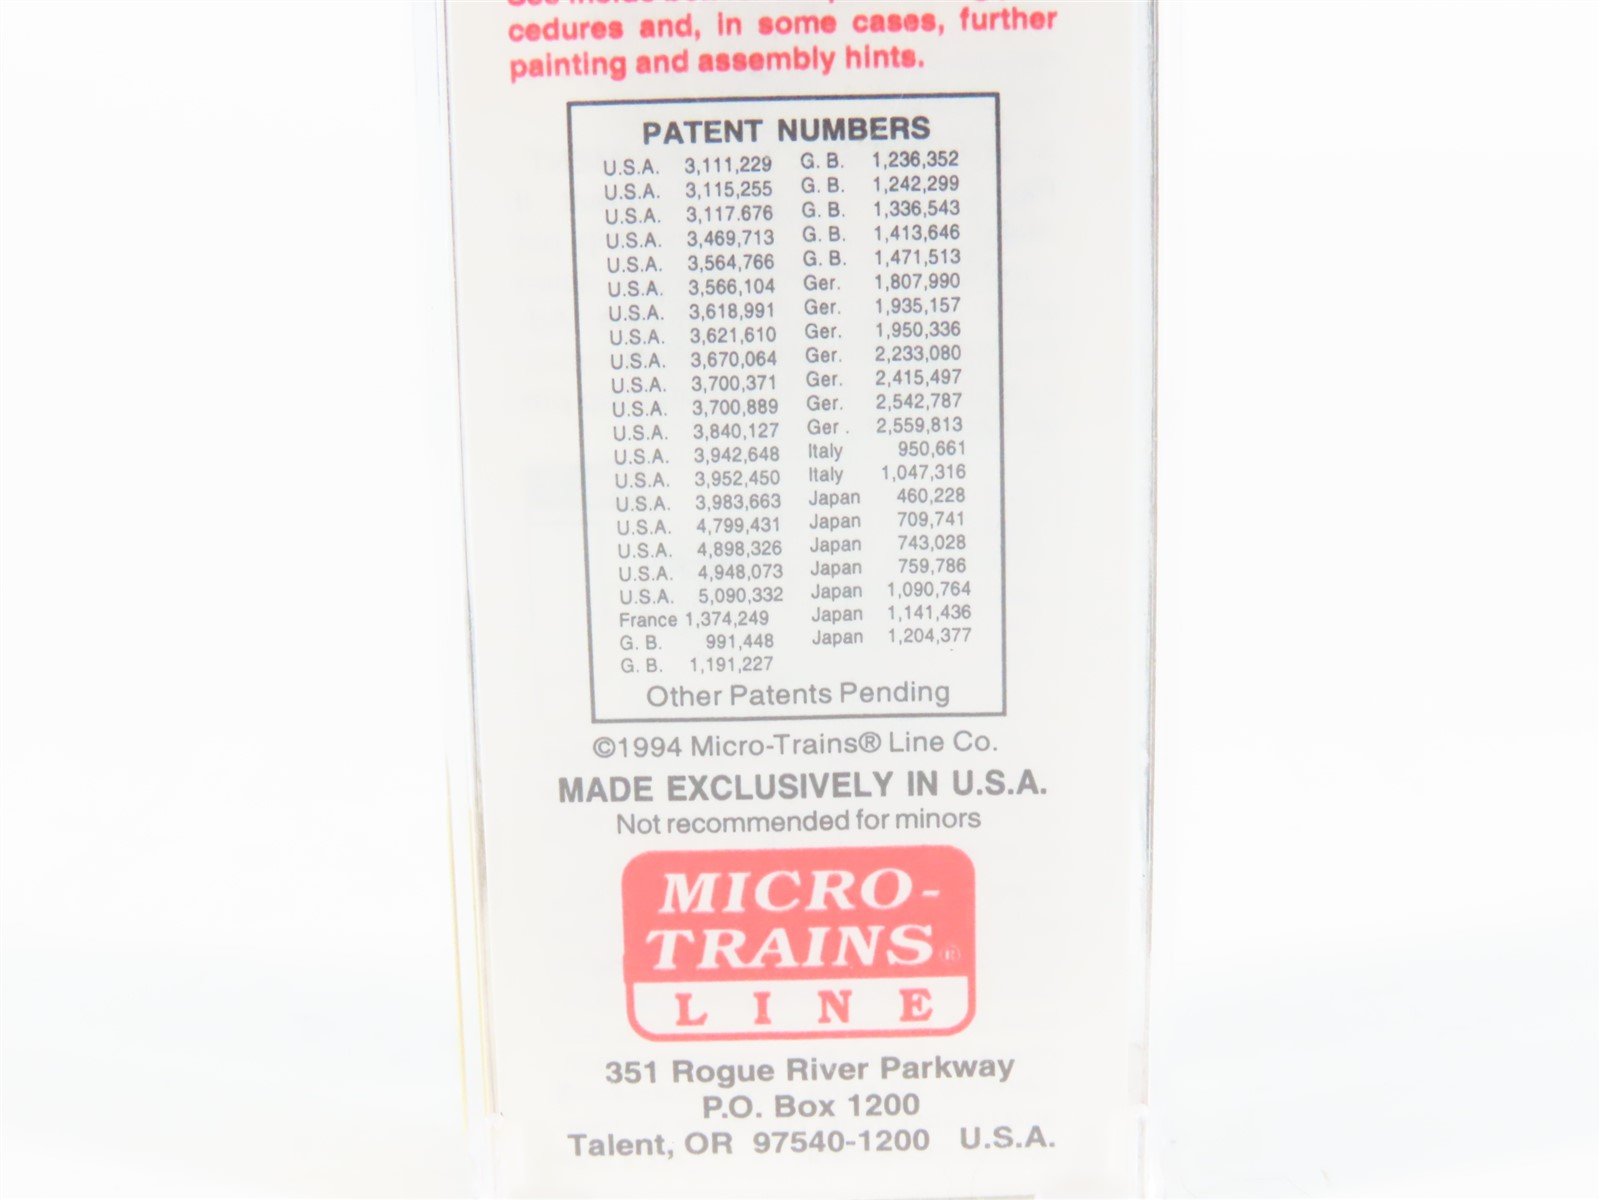 cedures and, in some cases, further
painting and assembly hints.
PATENT NUMBERS
U.S.A. 3,111,229 G. B. 1,236,352
U.S.A. 3,115,255 G. B. 1,242,299
U.S.A. 3,117.676 G. B. 1,336,543
U.S.A. 3,469,713 G. B. 1,413,646
U.S.A. 3,564,766 G. B. 1,471,513
U.S.A. 3,566,104 Ger. 1,807,990
U.S.A. 3,618,991 Ger. 1,935,157
U.S.A. 3,621,610 Ger. 1,950,336
U.S.A. 3,670,064 Ger. 2,233,080
U.S.A. 3,700,371 Ger. 2,415,497
U.S.A. 3,700,889 Ger. 2,542,787
U.S.A. 3,840,127 Ger . 2,559,813
U.S.A. 3,942,648 Italy 950,661
U.S.A. 3,952,450 Italy 1,047,316
U.S.A. 3,983,663 Japan 460,228
U.S.A. 4,799,431 Japan 709,741
U.S.A. 4,898,326 Japan 743,028
U.S.A. 4,948,073 Japan 759,786
U.S.A. 5,090,332 Japan 1,090,764
France 1,374,249 Japan 1,141,436
G. B. 991,448 Japan 1,204,377
G. B. 1,191,227
Other Patents Pending
©1994 Micro-Trains® Line Co.
MADE EXCLUSIVELY IN U.S.A.
Not recommended for minors
MICRO-
TRAINS®
LINE
351 Rogue River Parkway
P.O. Box 1200
Talent, OR 97540-1200 U.S.A.